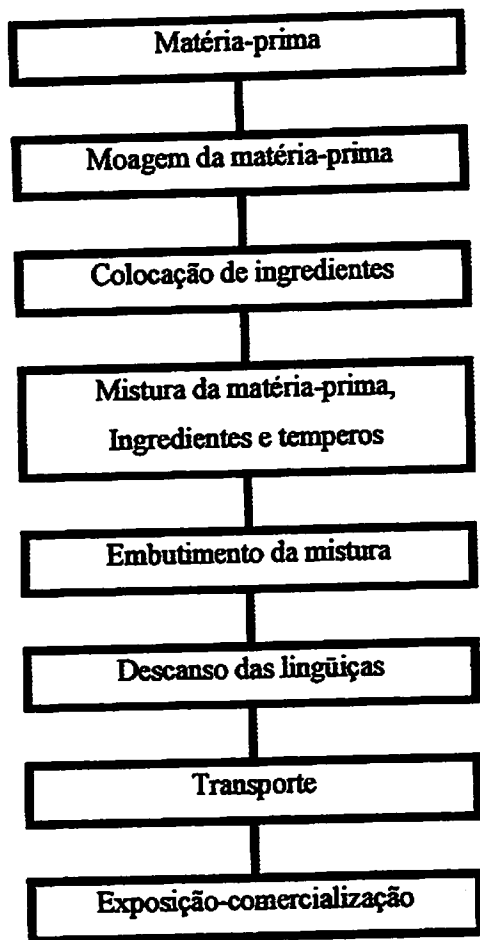 Matéria-prima
Moagem da matéria-prima
Colocação de ingredientes
Mistura da matéria-prima,
Ingredientes e temperos
Embutimento da mistura
Descanso das lingüiças
Transporte
Exposição-comercialização